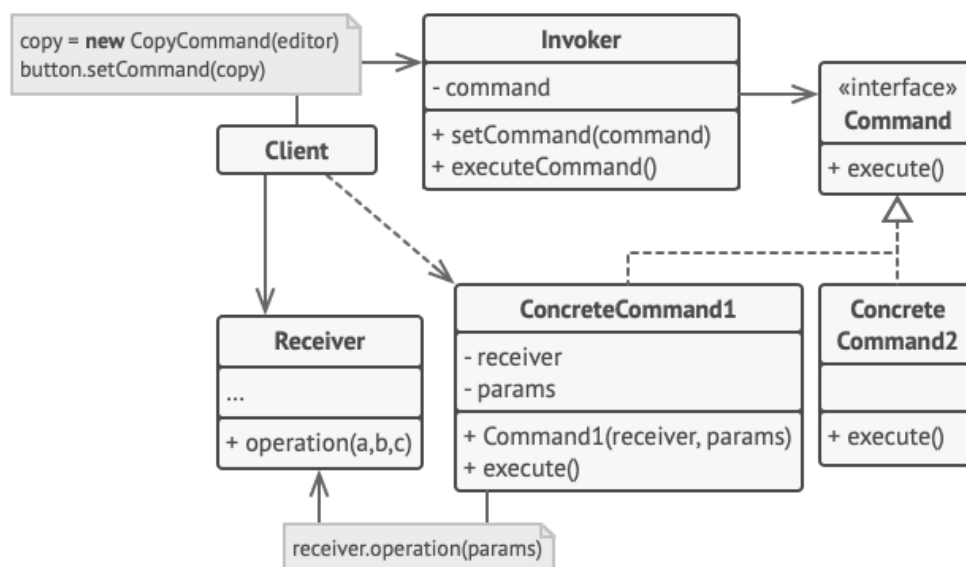 copy = new CopyCommand(editor)
button.setCommand(copy)
Client
Invoker
- command
+ setCommand(command)
+ executeCommand()
«interface»
Command
+ execute()
Receiver
...
+ operation(a,b,c)
ConcreteCommand1
- receiver
- params
+ Command1(receiver, params)
+ execute()
Concrete
Command2
+ execute()
receiver.operation(params)